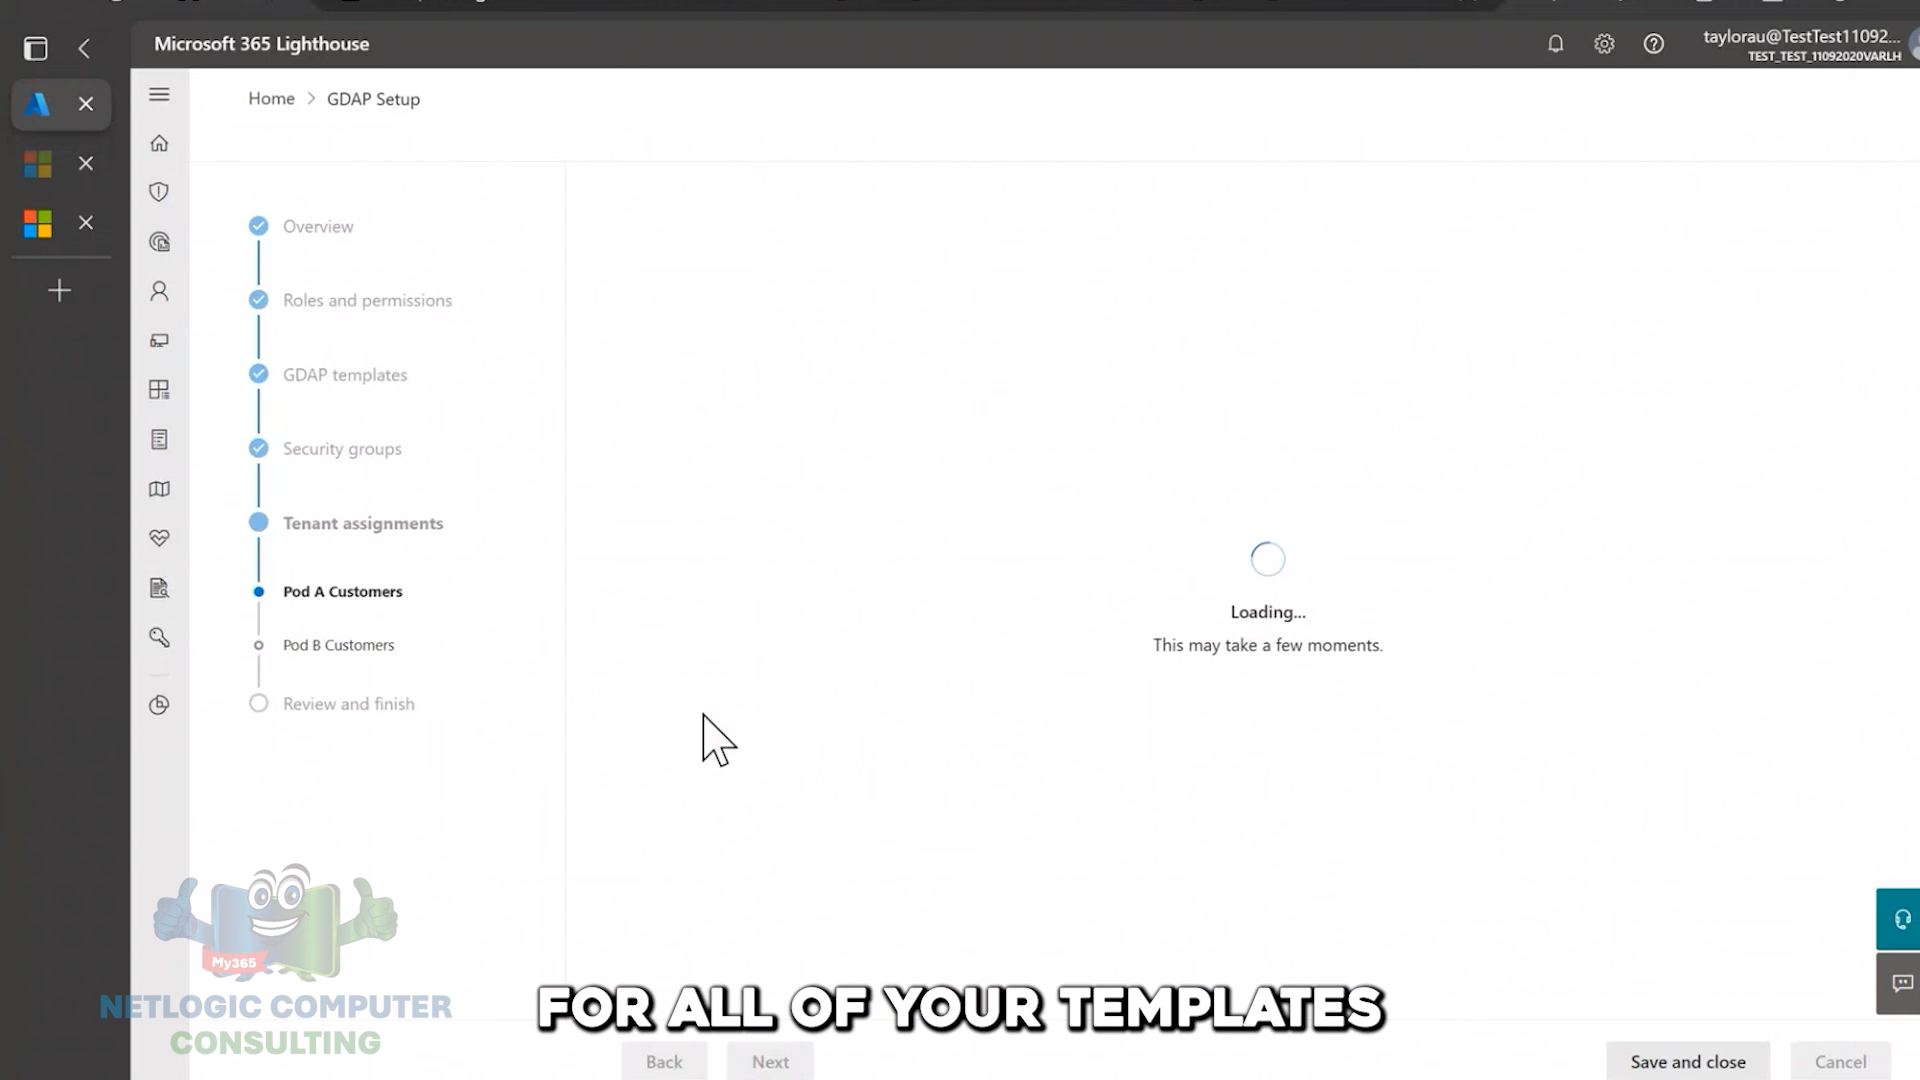 Microsoft 365 Lighthouse
taylorau@TestTest11092...
TEST_TEST_11092020VARLH
Home > GDAP Setup
Overview
Roles and permissions
GDAP templates
Security groups
Tenant assignments
Pod A Customers
Pod B Customers
Review and finish
Loading...
This may take a few moments.
My365
NETLOGIC COMPUTER
CONSULTING
FOR ALL OF YOUR TEMPLATES
Back
Next
Save and close
Cancel